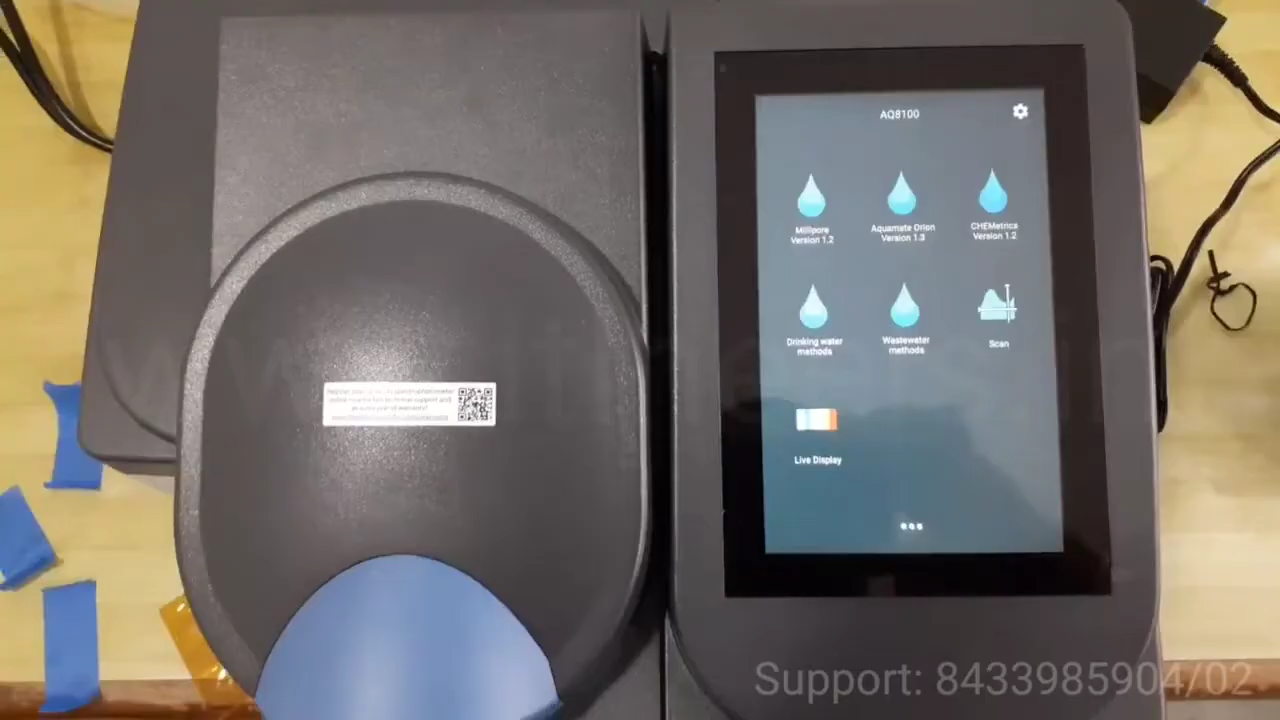 AQ8100
Millipore
Version 1.2
Aquamate Orion
Version 1.3
CHEMetrics
Version 1.2
Drinking water
methods
Wastewater
methods
Scan
Live Display
Support: 8433985904/02